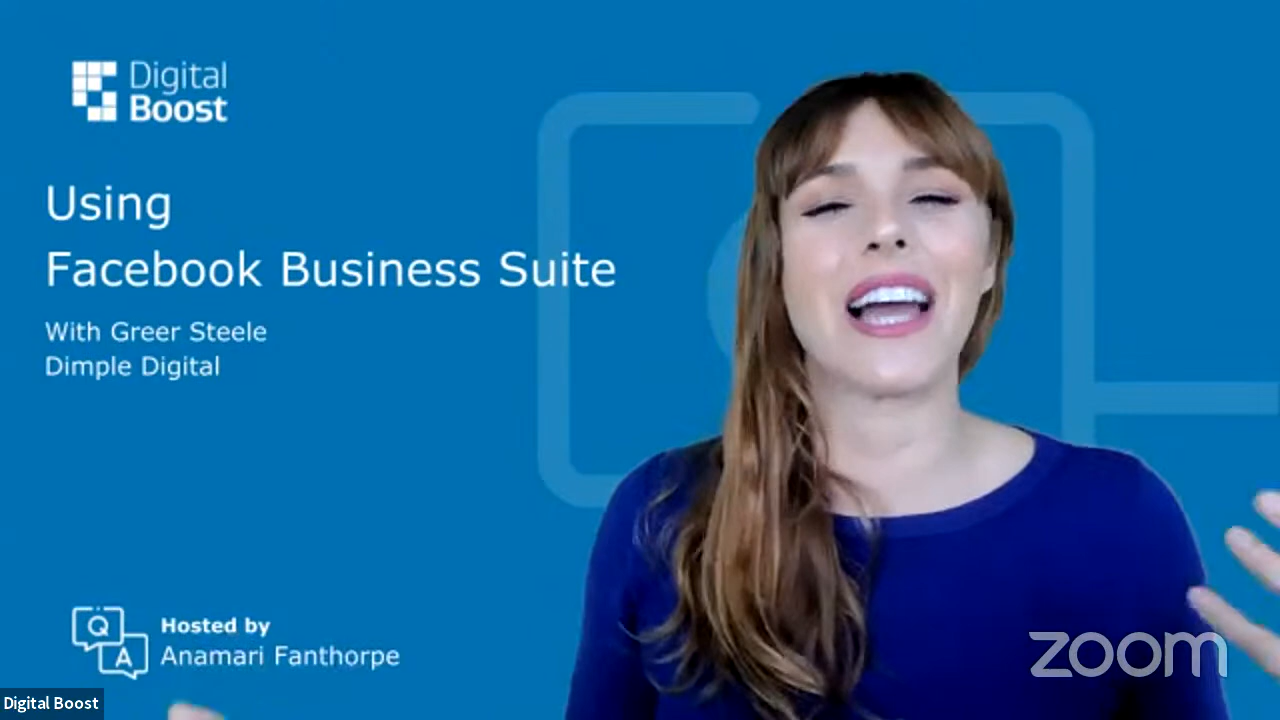 Digital
Boost
Using
Facebook Business Suite
With Greer Steele
Dimple Digital
Q
A
Hosted by
Anamari Fanthorpe
zoom
Digital Boost